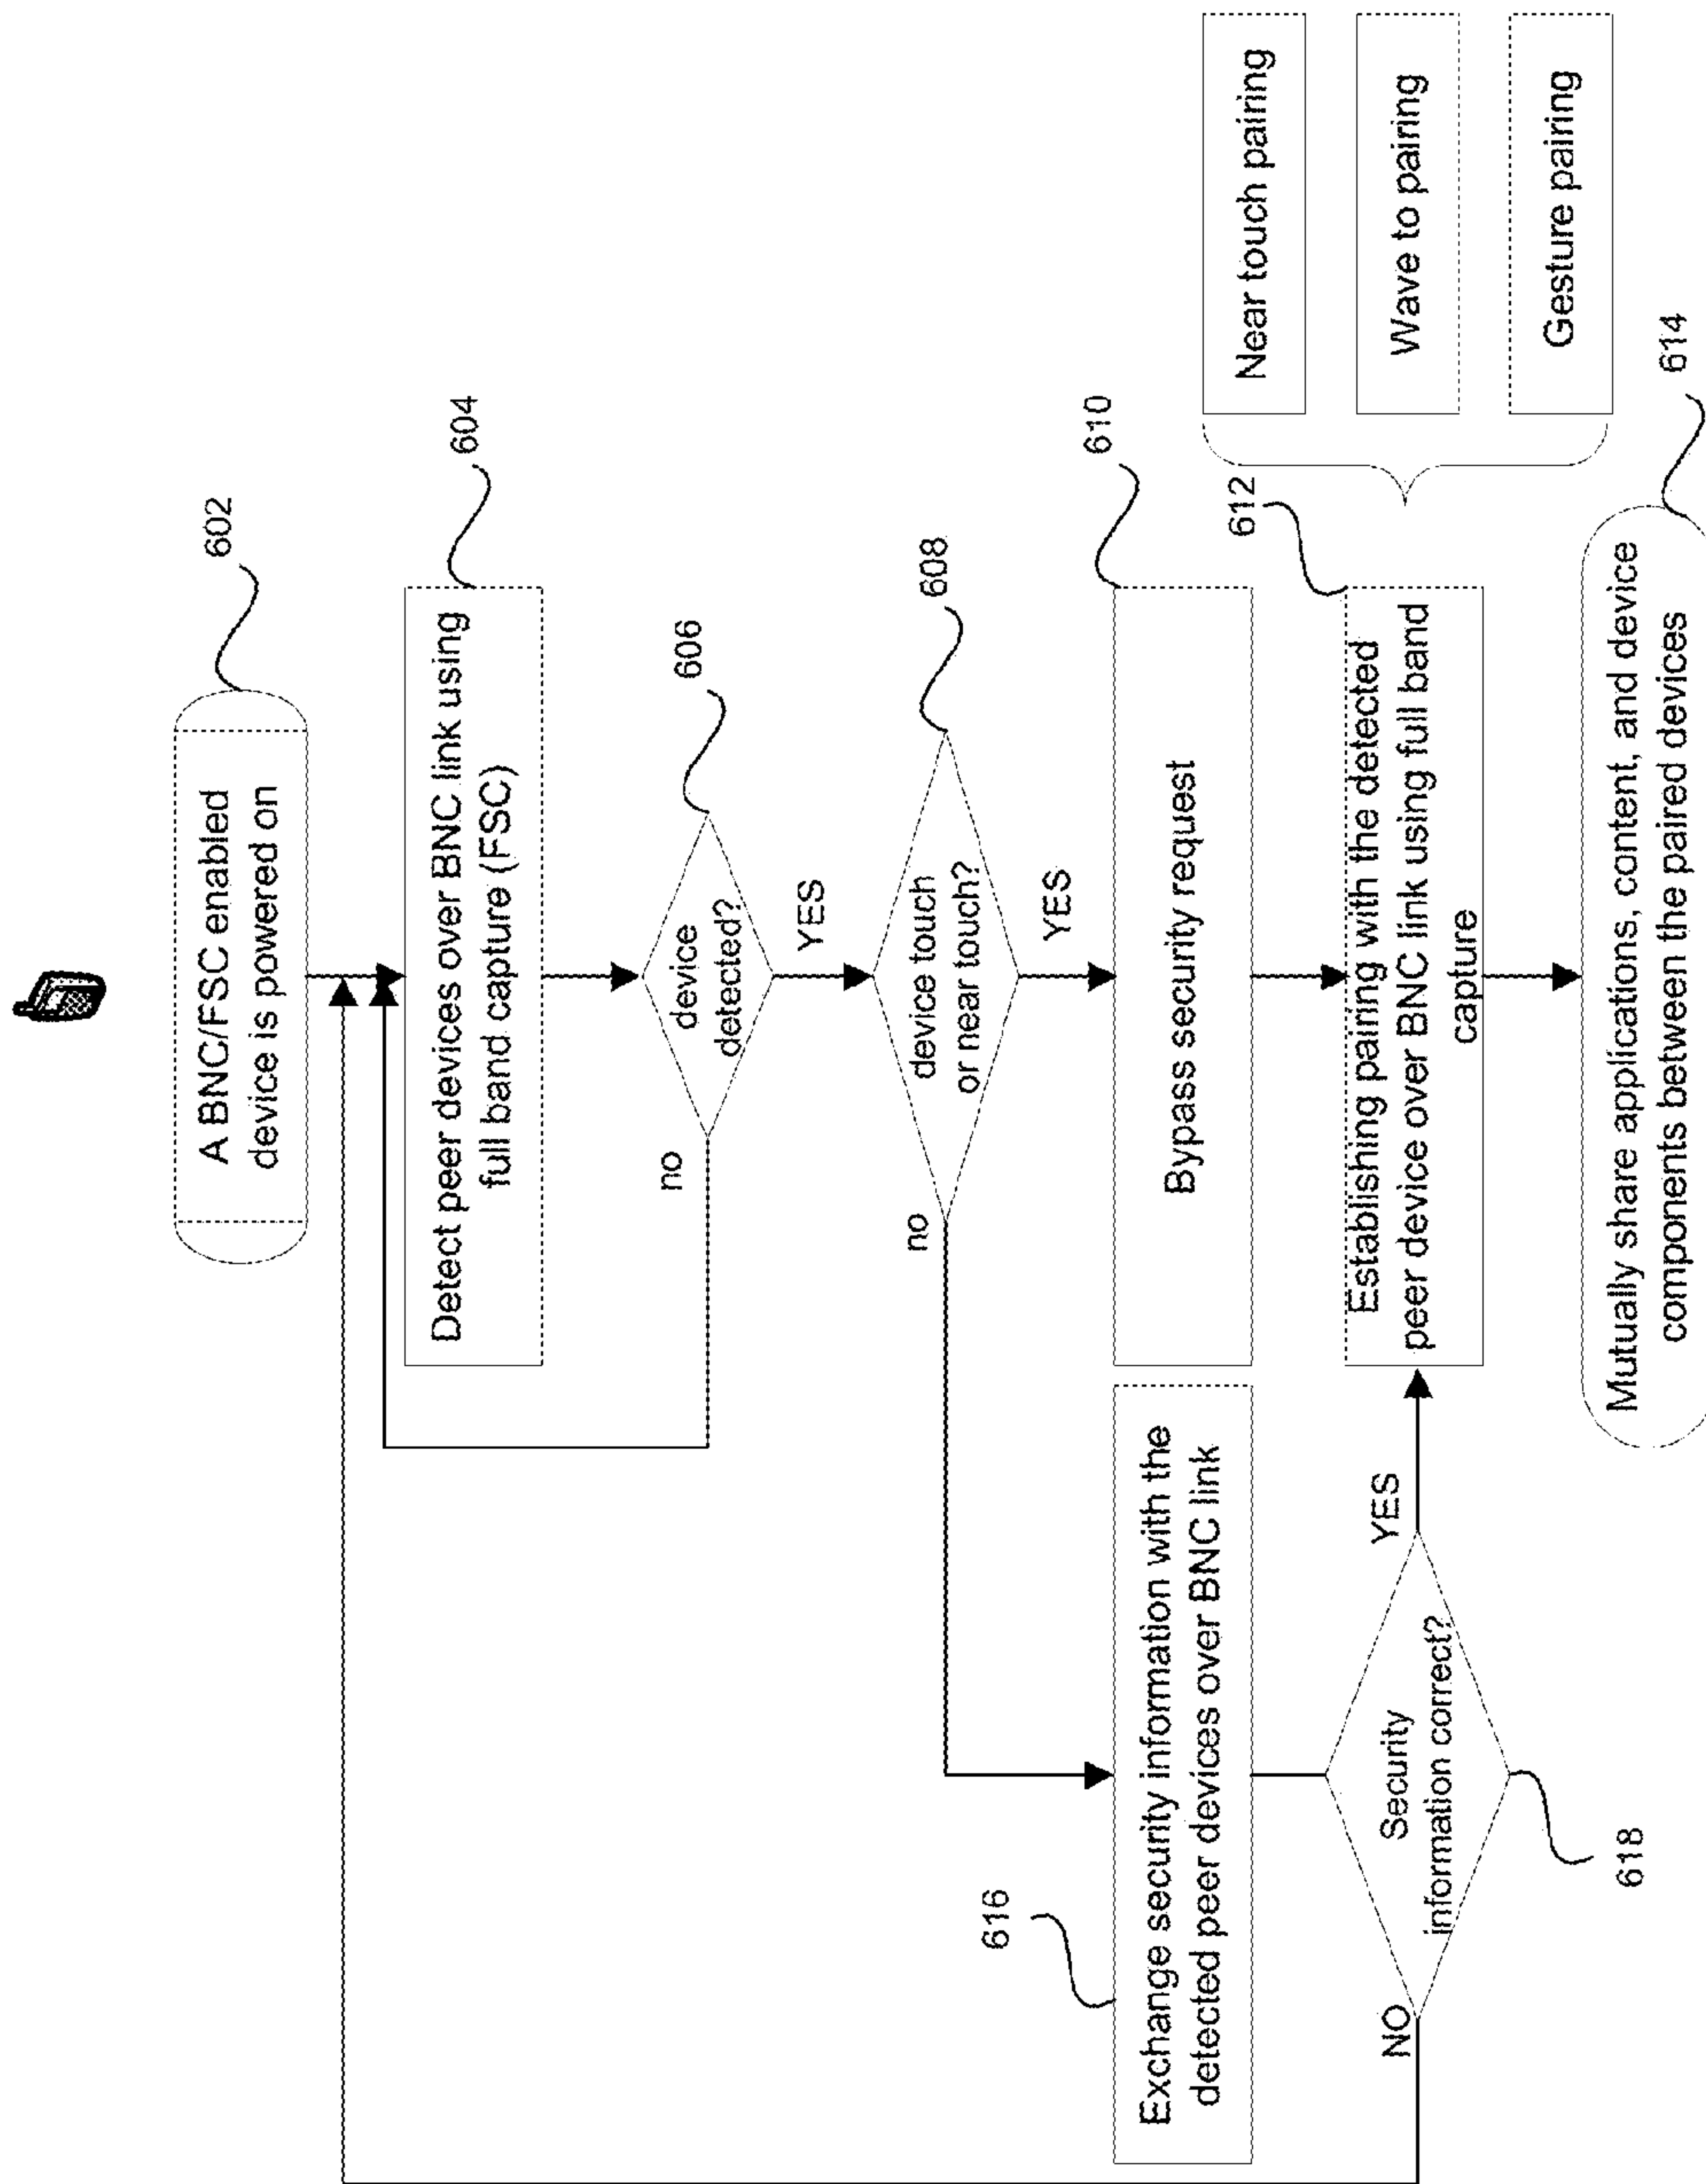 A BNC/FSC enabled
device is powered on
602
Detect peer devices over BNC link using
full band capture (FSC)
604
device
detected?
606
no
YES
device touch
or near touch?
608
no
YES
Bypass security request
610
Exchange security information with the
detected peer devices over BNC link
616
Security
information correct?
618
NO
YES
Establishing pairing with the detected
peer device over BNC link using full band
capture
612
Near touch pairing
Wave to pairing
Gesture pairing
Mutually share applications, content, and device
components between the paired devices
614